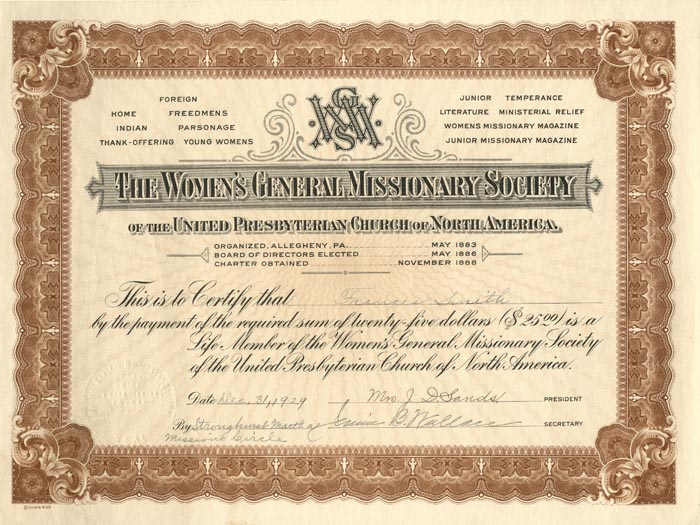 FOREIGN
HOME FREEDMENS
INDIAN PARSONAGE
THANK-OFFERING YOUNG WOMENS
WGMS
JUNIOR TEMPERANCE
LITERATURE MINISTERIAL RELIEF
WOMENS MISSIONARY MAGAZINE
JUNIOR MISSIONARY MAGAZINE
THE WOMEN'S GENERAL MISSIONARY SOCIETY
OF THE UNITED PRESBYTERIAN CHURCH OF NORTH AMERICA.
ORGANIZED, ALLEGHENY, PA. MAY 1883
BOARD OF DIRECTORS ELECTED MAY 1886
CHARTER OBTAINED NOVEMBER 1888
This is to Certify that Frances Smith
by the payment of the required sum of twenty-five dollars ($25.00) is a
Life Member of the Women's General Missionary Society
of the United Presbyterian Church of North America.
Date Dec. 31, 1929 Mrs. J. D. Sands PRESIDENT
By Stronghurst Martha B. Wallace SECRETARY
Missions Circle